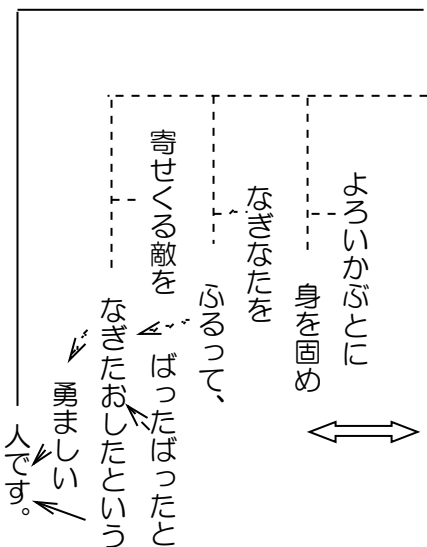 よろいかぶとに
身を固め
なぎなたを
ふるって、
寄せくる敵を
ばったばったと
なぎたおしたという
勇ましい
人です。